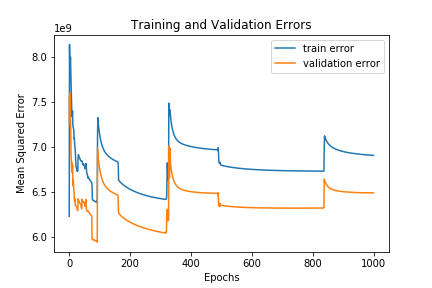 Training and Validation Errors
1e9
train error
validation error
8.0
7.5
7.0
6.5
6.0
Mean Squared Error
0
200
400
600
800
1000
Epochs